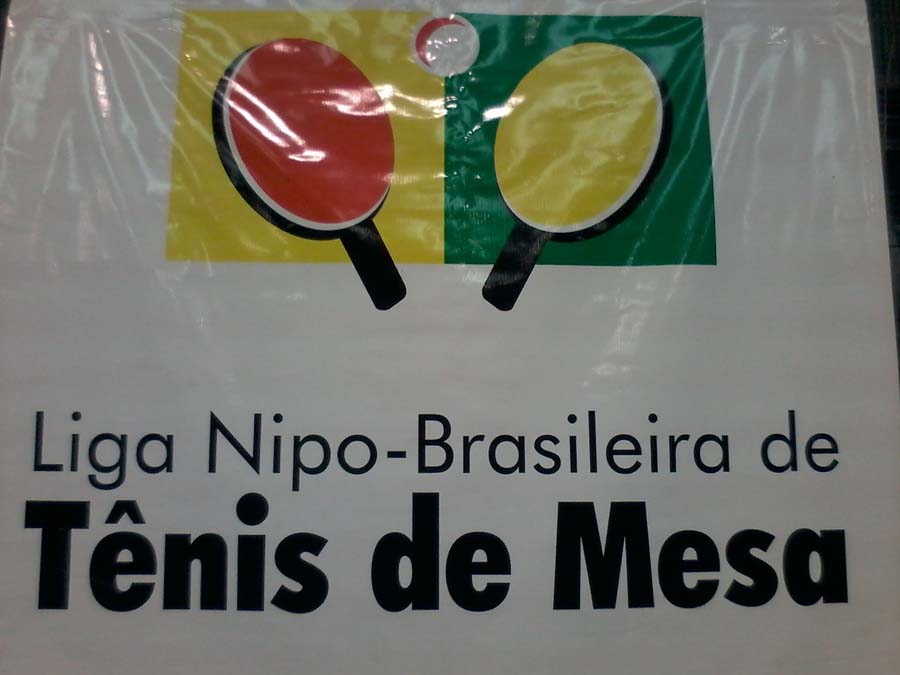 Liga Nipo-Brasileira de
Tênis de Mesa